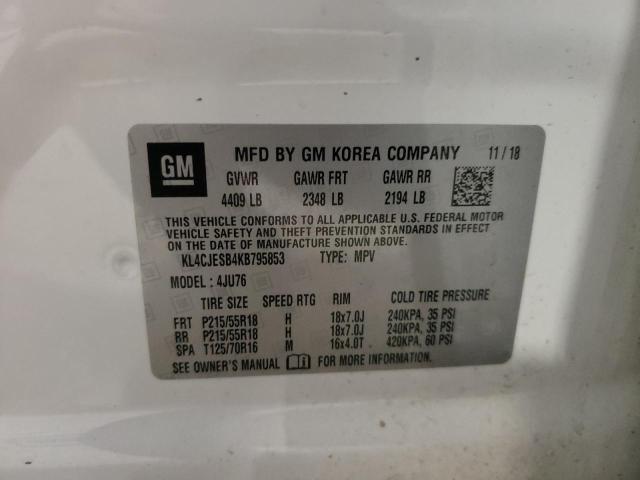 GM MFD BY GM KOREA COMPANY 11/18
GVWR GAWR FRT GAWR RR
4409 LB 2348 LB 2194 LB
THIS VEHICLE CONFORMS TO ALL APPLICABLE U.S. FEDERAL MOTOR
VEHICLE SAFETY AND THEFT PREVENTION STANDARDS IN EFFECT
ON THE DATE OF MANUFACTURE SHOWN ABOVE.
KL4CJESB4KB795853 TYPE: MPV
MODEL : 4JU76
TIRE SIZE SPEED RTG RIM COLD TIRE PRESSURE
FRT P215/55R18 H 18x7.0J 240KPA, 35 PSI
RR P215/55R18 H 18x7.0J 240KPA, 35 PSI
SPA T125/70R16 M 16x4.0T 420KPA, 60 PSI
SEE OWNER'S MANUAL FOR MORE INFORMATION.